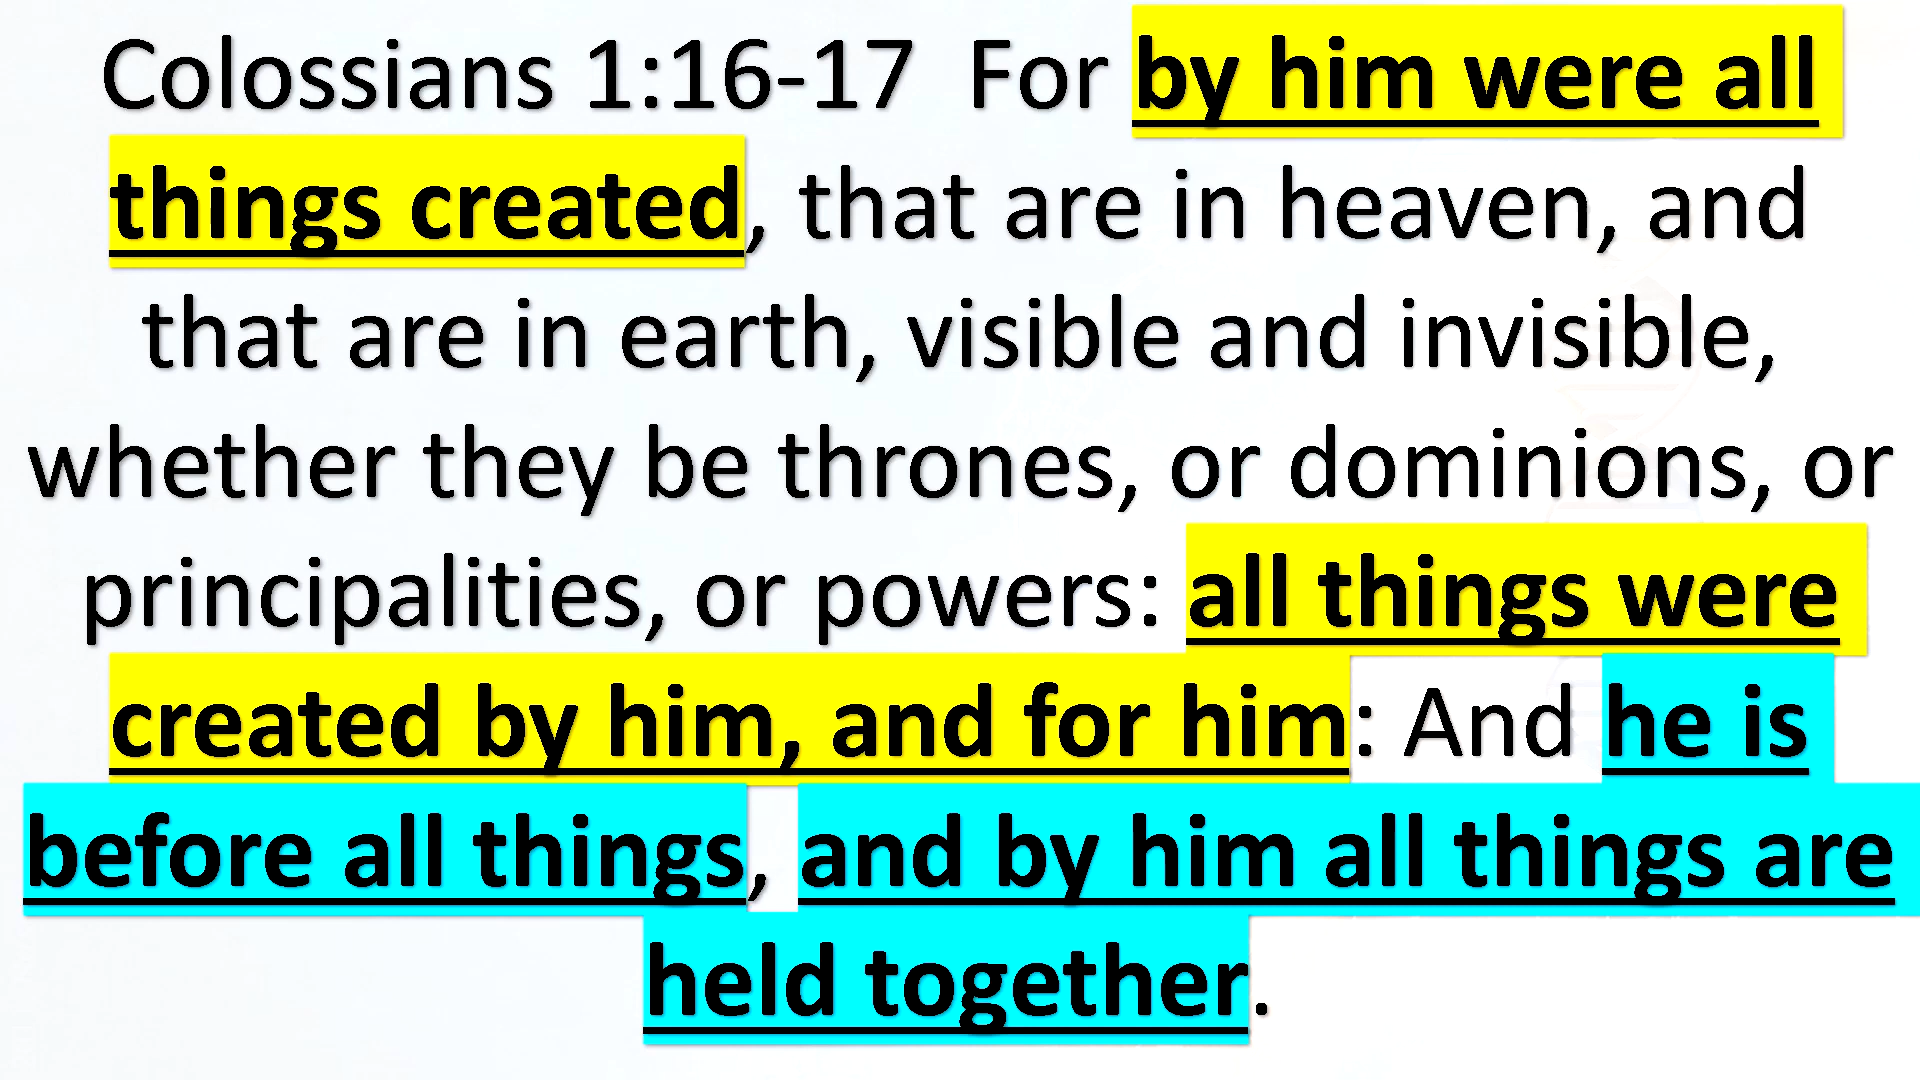 Colossians 1:16-17  For by him were all
things created, that are in heaven, and
that are in earth, visible and invisible,
whether they be thrones, or dominions, or
principalities, or powers: all things were
created by him, and for him: And he is
before all things, and by him all things are
held together.